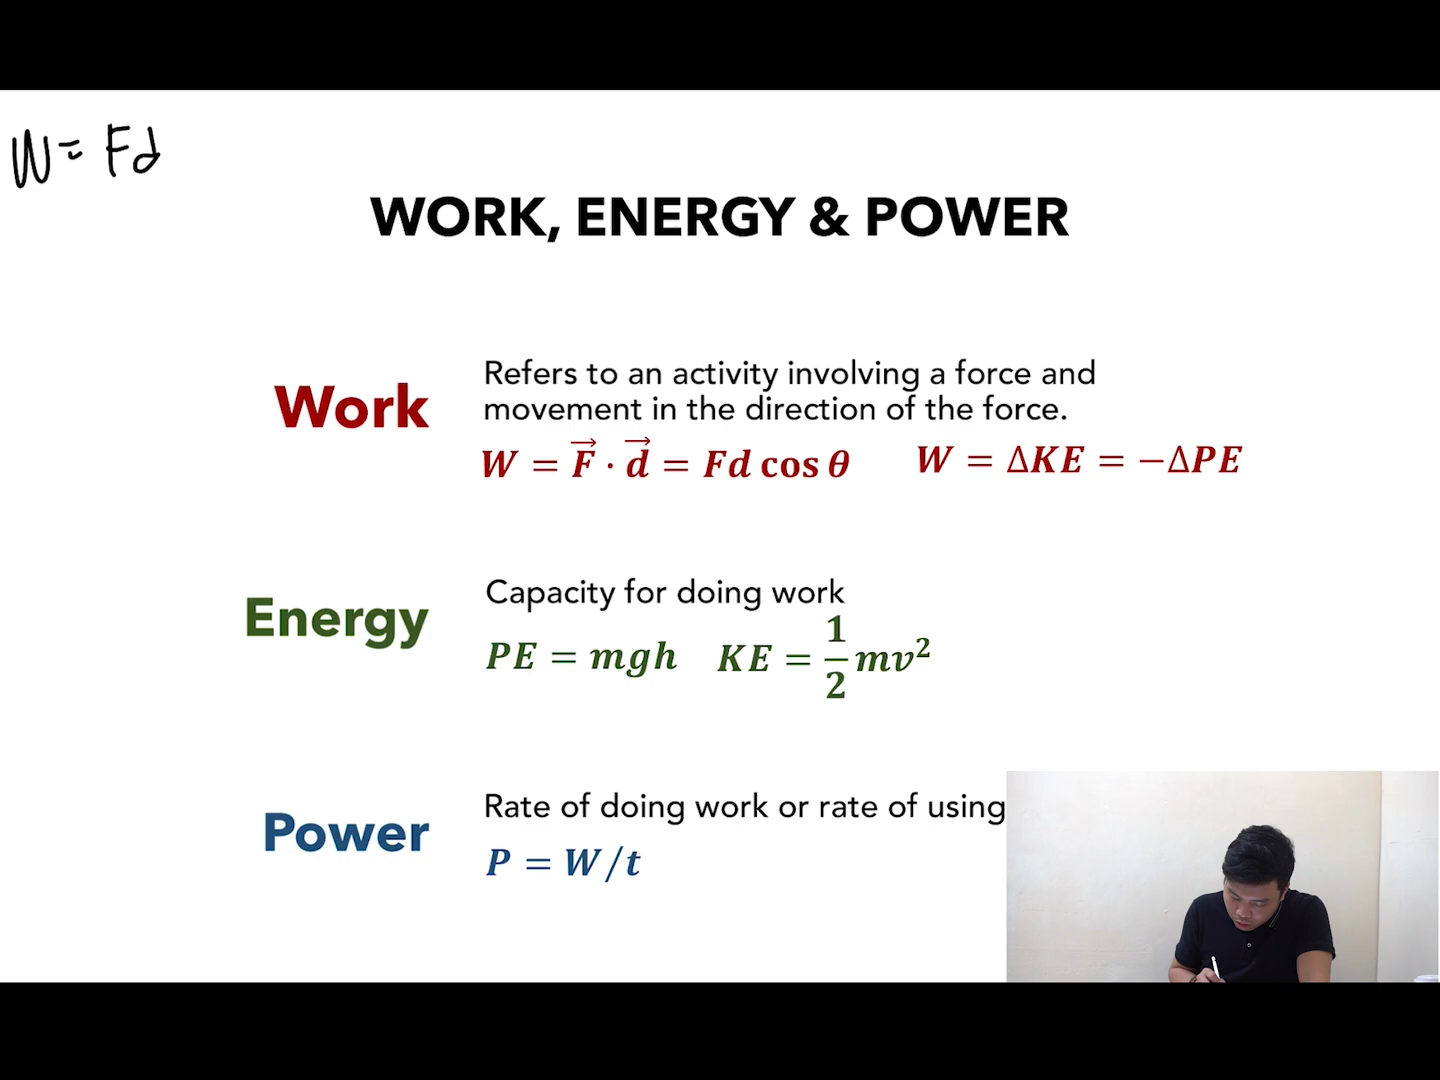 W = Fd
WORK, ENERGY & POWER
Work
Refers to an activity involving a force and
movement in the direction of the force.
W = F⃗ · d⃗ = Fd cos θ W = ΔKE = −ΔPE
Energy
Capacity for doing work
PE = mgh KE = 1/2 mv²
Power
Rate of doing work or rate of using
P = W/t